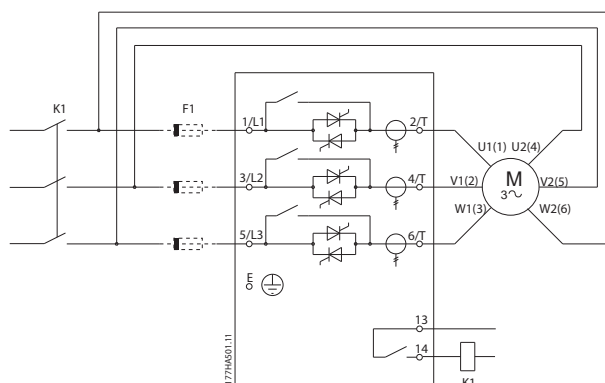 K1
F1
1/L1
2/T
U1(1) U2(4)
3/L2
4/T
V1(2)
M
3~
V2(5)
5/L3
6/T
W1(3)
W2(6)
E
13
14
K1
177HA501.11